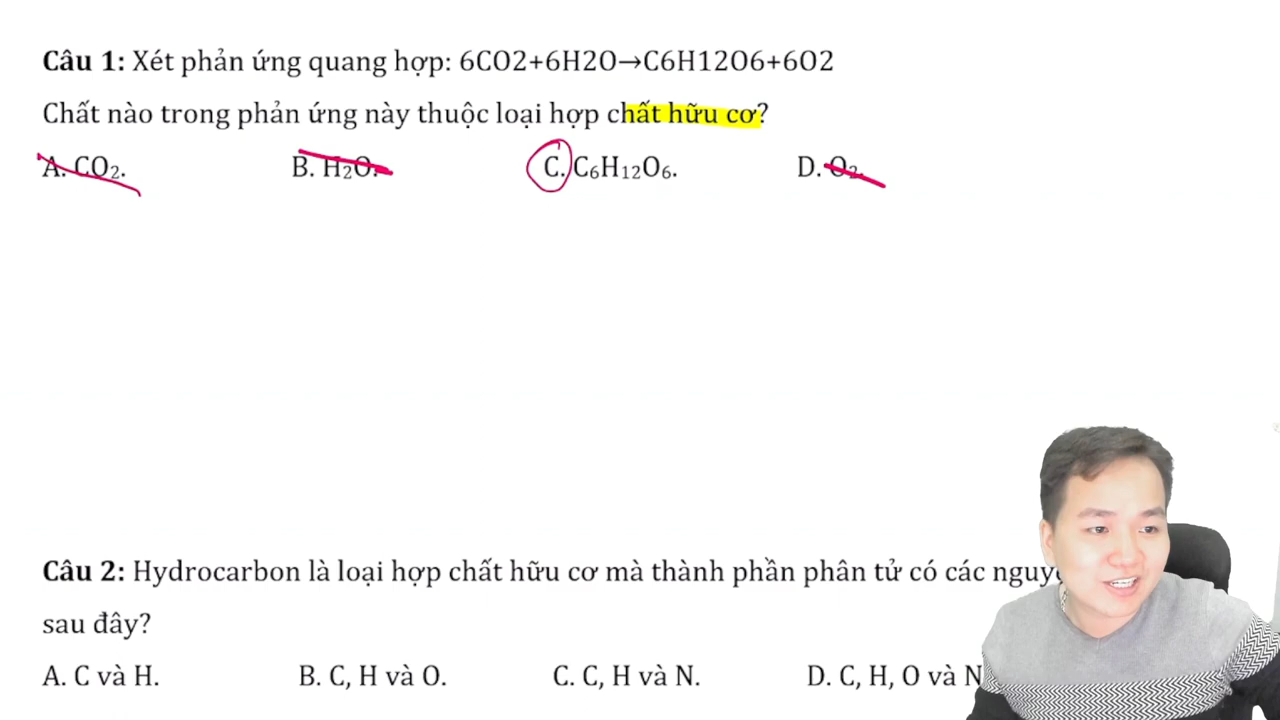 Câu 1: Xét phản ứng quang hợp: 6CO2+6H2O→C6H12O6+6O2
Chất nào trong phản ứng này thuộc loại hợp chất hữu cơ?
A. CO₂. B. H₂O. C. C₆H₁₂O₆. D. O₂.
Câu 2: Hydrocarbon là loại hợp chất hữu cơ mà thành phần phân tử có các
sau đây?
A. C và H. B. C, H và O. C. C, H và N. D. C, H, O và N